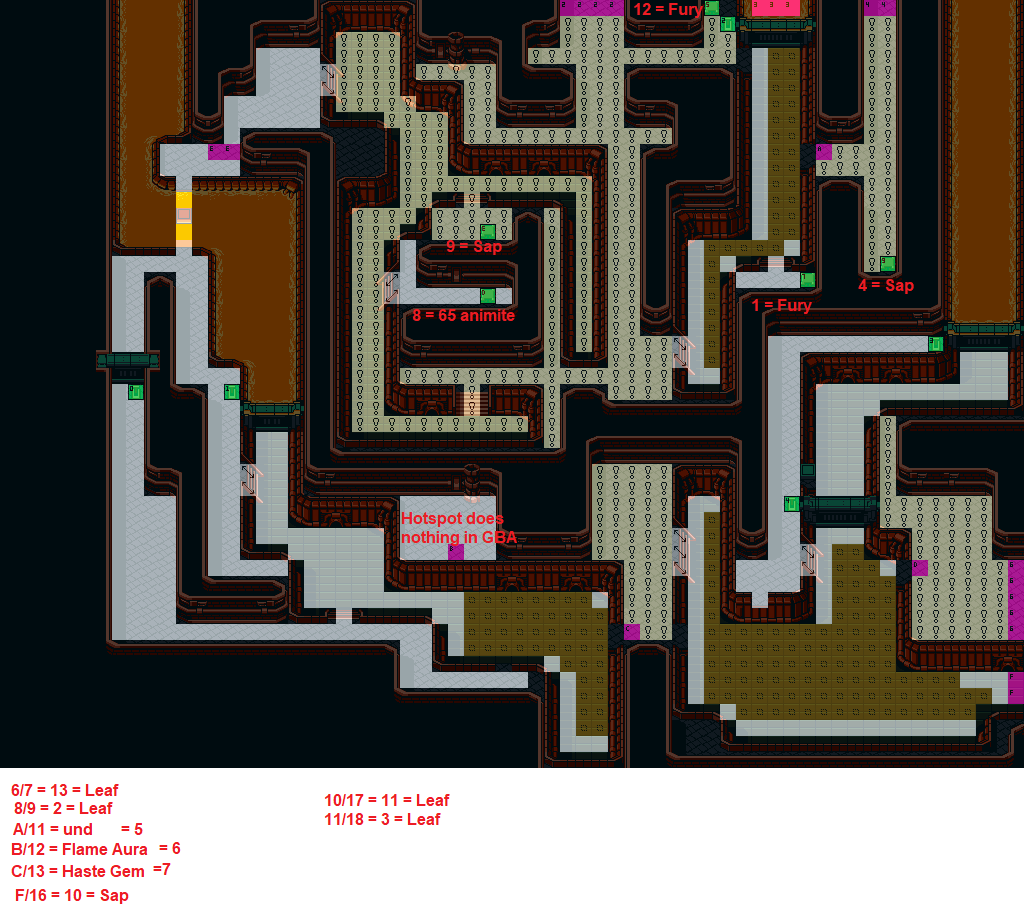 12 = Fury
9 = Sap
8 = 65 animite
1 = Fury
4 = Sap
Hotspot does
nothing in GBA
6/7 = 13 = Leaf
8/9 = 2 = Leaf
A/11 = und = 5
B/12 = Flame Aura = 6
C/13 = Haste Gem =7
F/16 = 10 = Sap
10/17 = 11 = Leaf
11/18 = 3 = Leaf